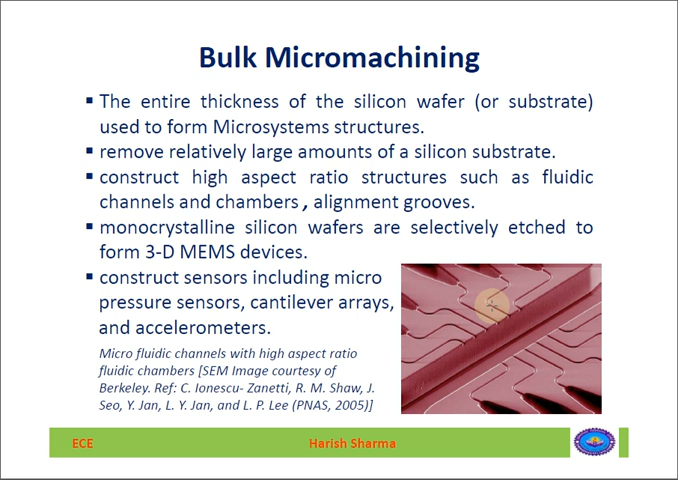 Bulk Micromachining
▪ The entire thickness of the silicon wafer (or substrate)
used to form Microsystems structures.
▪ remove relatively large amounts of a silicon substrate.
▪ construct high aspect ratio structures such as fluidic
channels and chambers , alignment grooves.
▪ monocrystalline silicon wafers are selectively etched to
form 3-D MEMS devices.
▪ construct sensors including micro
pressure sensors, cantilever arrays,
and accelerometers.
Micro fluidic channels with high aspect ratio
fluidic chambers [SEM Image courtesy of
Berkeley. Ref: C. Ionescu- Zanetti, R. M. Shaw, J.
Seo, Y. Jan, L. Y. Jan, and L. P. Lee (PNAS, 2005)]
ECE
Harish Sharma